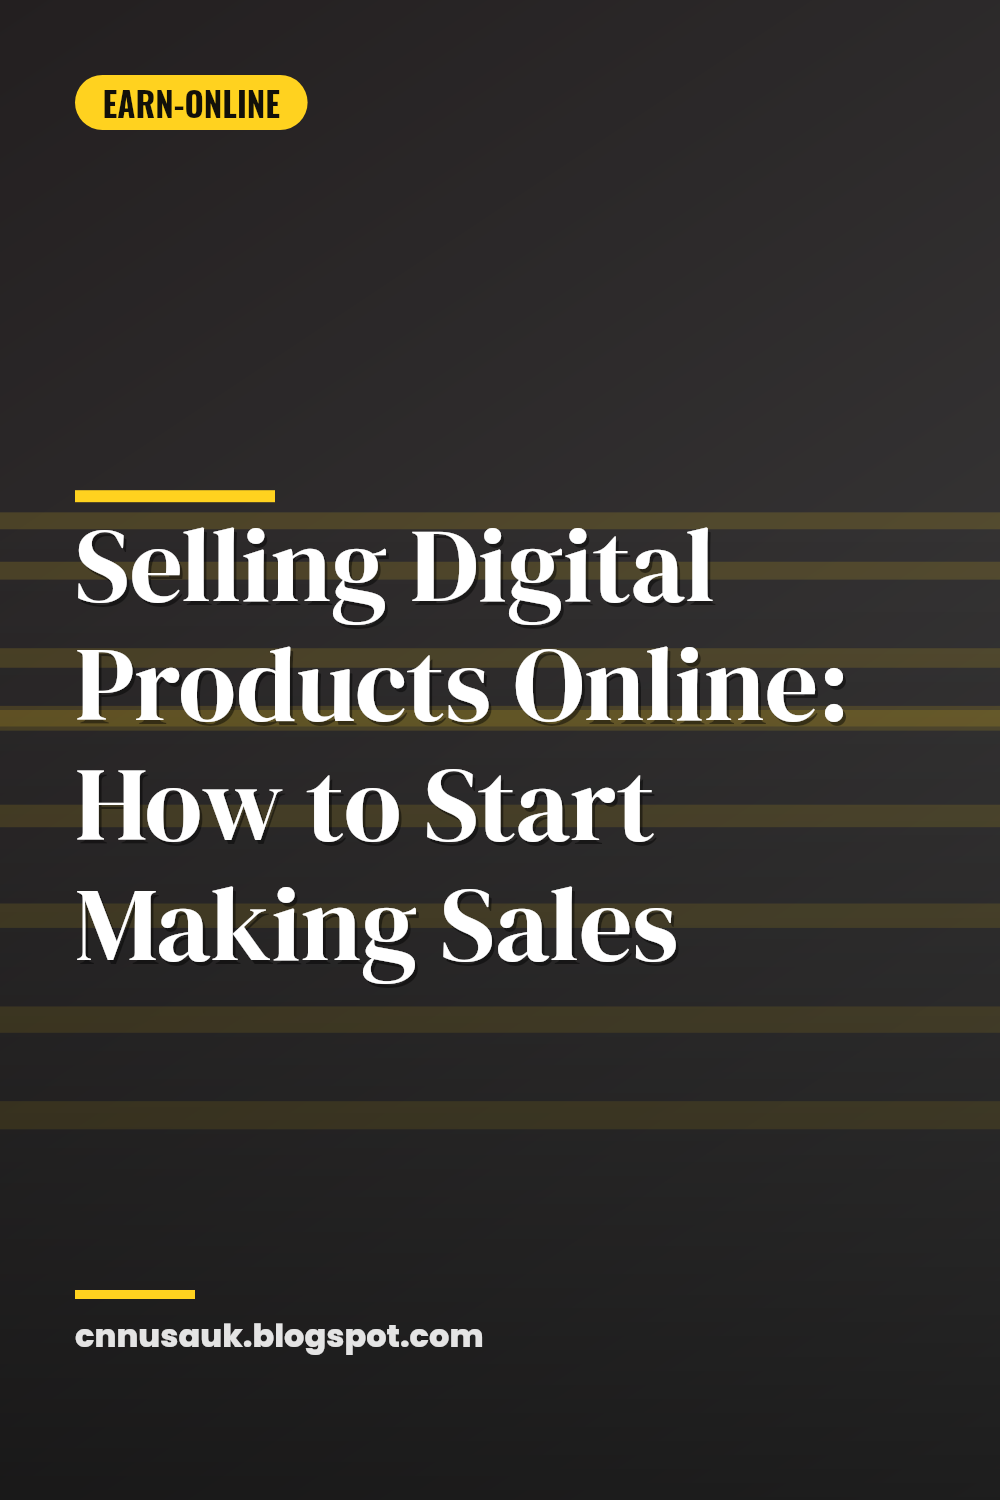 EARN-ONLINE
Selling Digital
Products Online:
How to Start
Making Sales
cnnusauk.blogspot.com